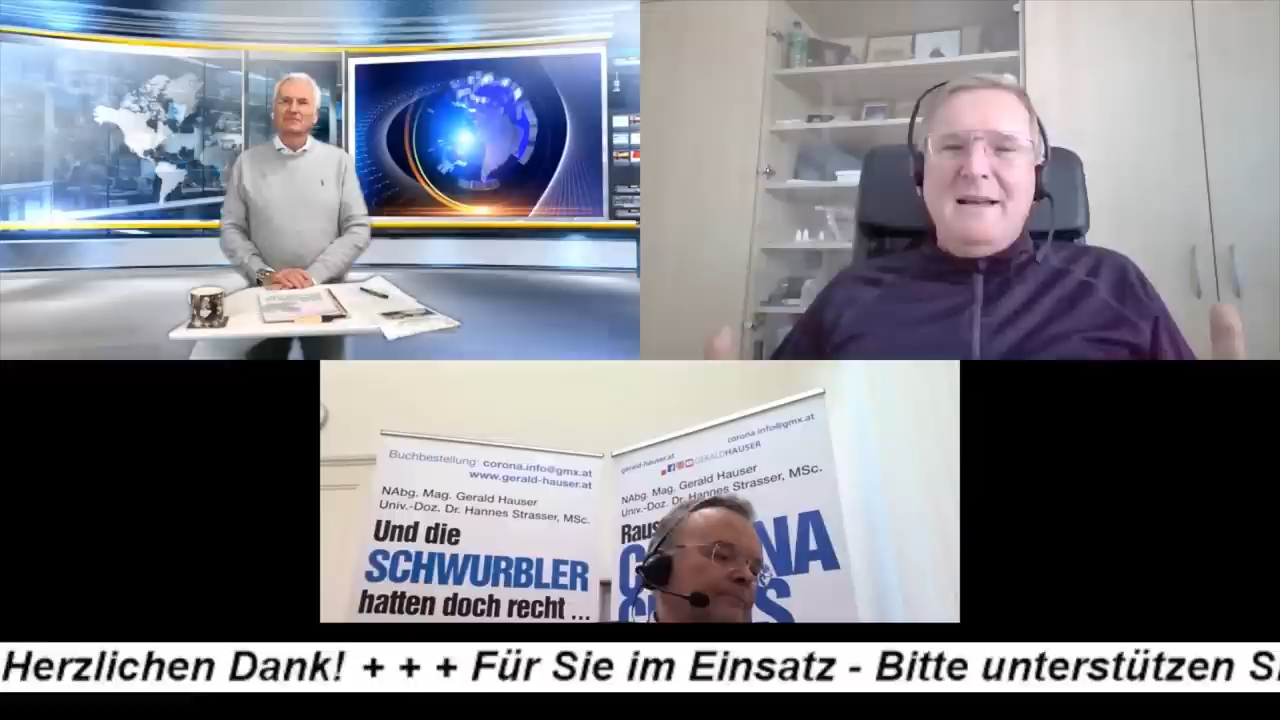 Buchbestellung: corona.info@gmx.at
www.gerald-hauser.at
NAbg. Mag. Gerald Hauser
Univ.-Doz. Dr. Hannes Strasser, MSc.
Und die
SCHWURBLER
hatten doch recht ...
corona.info@gmx.at
gerald-hauser.at
GERALDHAUSER
NAbg. Mag. Gerald Hauser
Univ.-Doz. Dr. Hannes Strasser, MSc.
Raus
Herzlichen Dank! + + + Für Sie im Einsatz - Bitte unterstützen